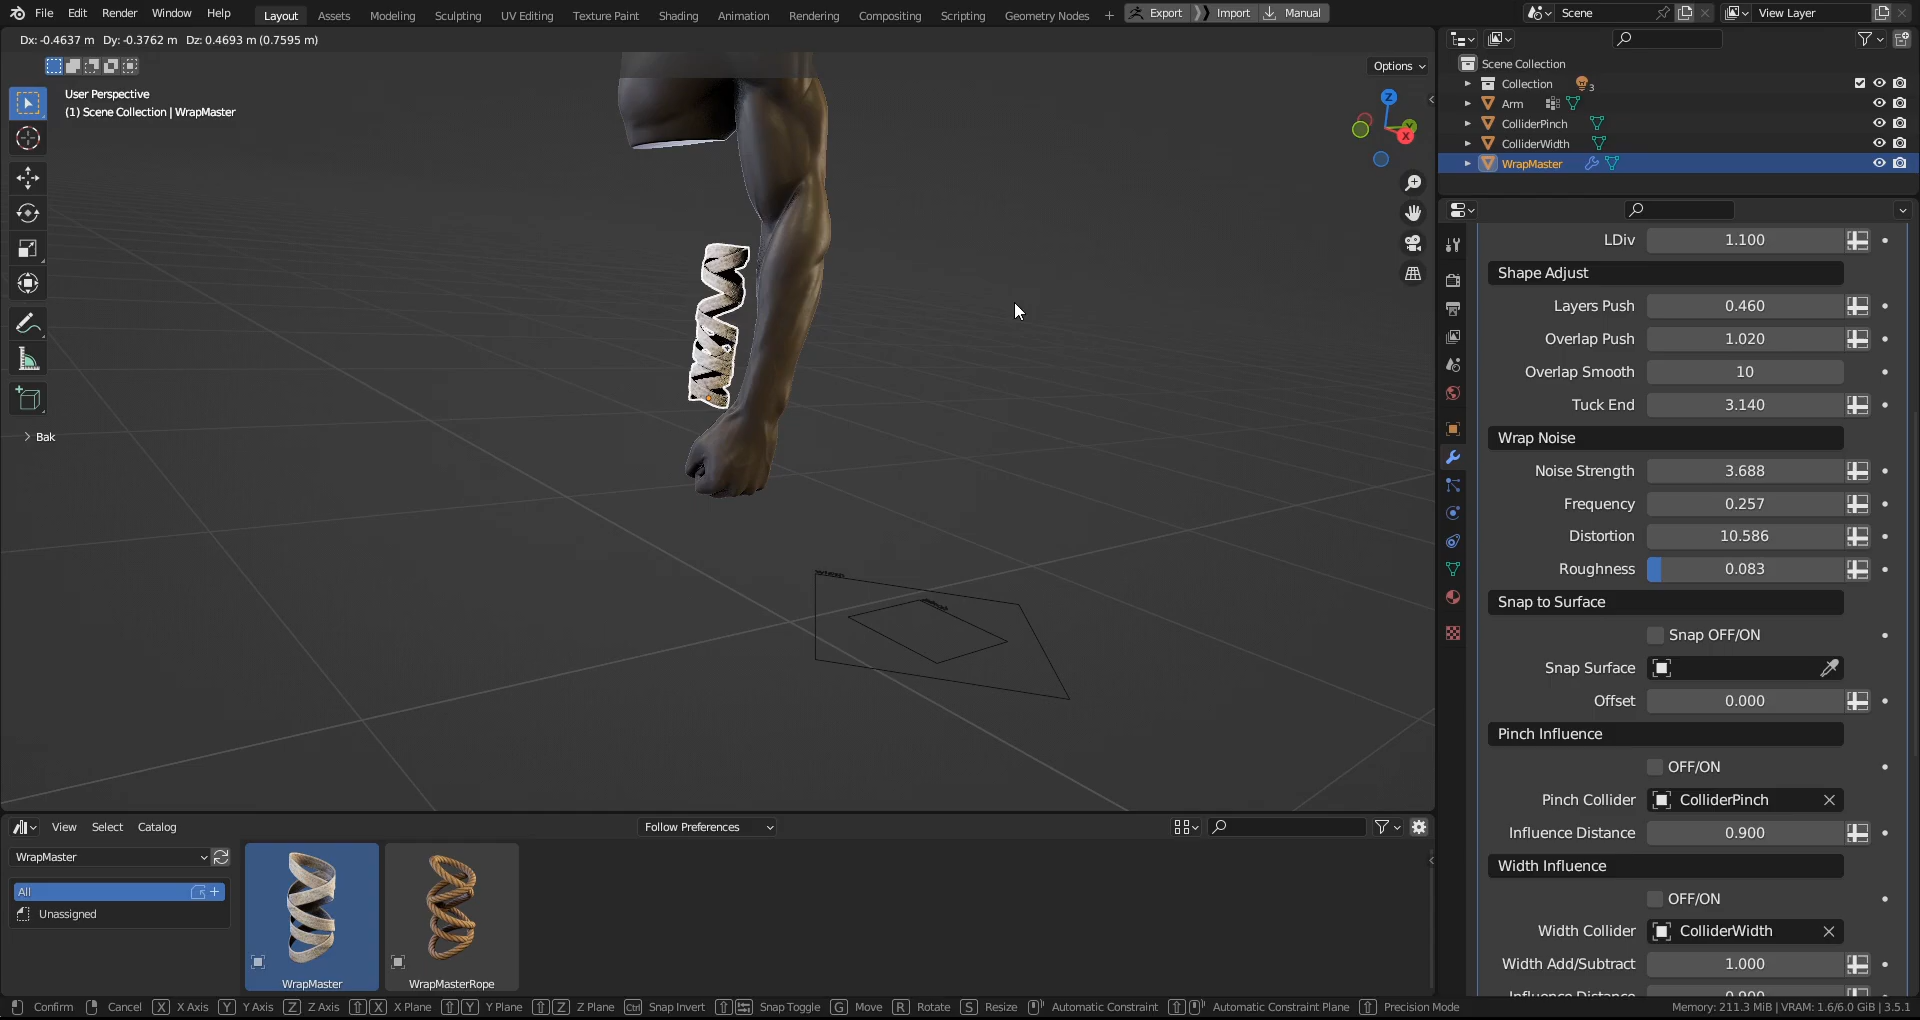 File Edit Render Window Help Layout Assets Modeling Sculpting UV Editing Texture Paint Shading Animation Rendering Compositing Scripting Geometry Nodes + Export Import Manual Scene View Layer
Dx: -0.4637 m Dy: -0.3762 m Dz: 0.4693 m (0.7595 m)
Options
User Perspective
(1) Scene Collection | WrapMaster
Z
Y
X
> Bak
Scene Collection
Collection 3
Arm
ColliderPinch
ColliderWidth
WrapMaster
LDiv 1.100
Shape Adjust
Layers Push 0.460
Overlap Push 1.020
Overlap Smooth 10
Tuck End 3.140
Wrap Noise
Noise Strength 3.688
Frequency 0.257
Distortion 10.586
Roughness 0.083
Snap to Surface
Snap OFF/ON
Snap Surface
Offset 0.000
Pinch Influence
OFF/ON
Pinch Collider ColliderPinch
Influence Distance 0.900
Width Influence
OFF/ON
Width Collider ColliderWidth
Width Add/Subtract 1.000
Influence Distance 0.900
View Select Catalog Follow Preferences
WrapMaster
All
Unassigned
WrapMaster WrapMasterRope
Confirm Cancel X X Axis Y Y Axis Z Z Axis X X Plane Y Y Plane Z Z Plane Ctrl Snap Invert Snap Toggle G Move R Rotate S Resize Automatic Constraint Automatic Constraint Plane Precision Mode Memory: 211.3 MiB | VRAM: 1.6/6.0 GiB | 3.5.1